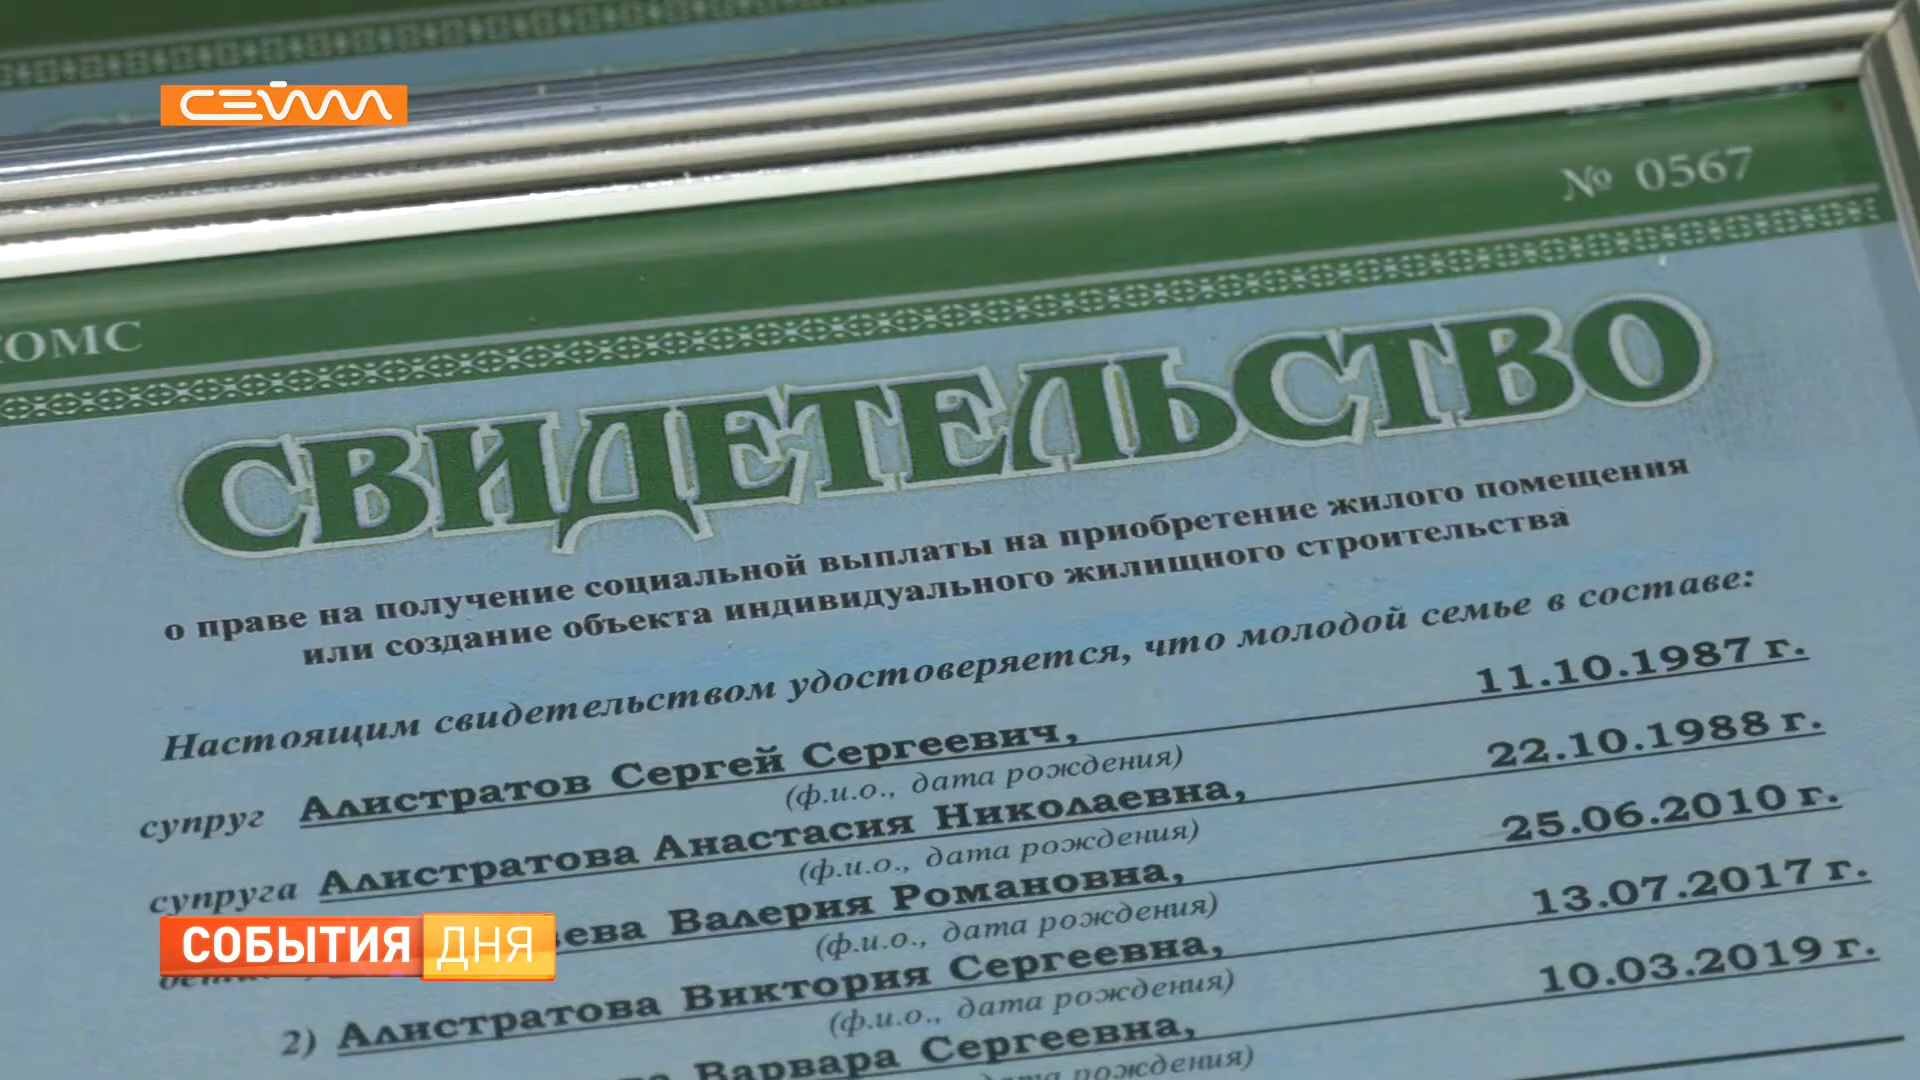 СЕЙМ
№ 0567
ОМС
СВИДЕТЕЛЬСТВО
о праве на получение социальной выплаты на приобретение жилого помещения
или создание объекта индивидуального жилищного строительства
Настоящим свидетельством удостоверяется, что молодой семье в составе:
супруг Алистратов Сергей Сергеевич, 11.10.1987 г.
(ф.и.о., дата рождения)
супруга Алистратова Анастасия Николаевна, 22.10.1988 г.
(ф.и.о., дата рождения)
Валерия Романовна, 25.06.2010 г.
(ф.и.о., дата рождения)
2) Алистратова Виктория Сергеевна, 13.07.2017 г.
(ф.и.о., дата рождения)
Варвара Сергеевна, 10.03.2019 г.
дата рождения)
СОБЫТИЯ ДНЯ